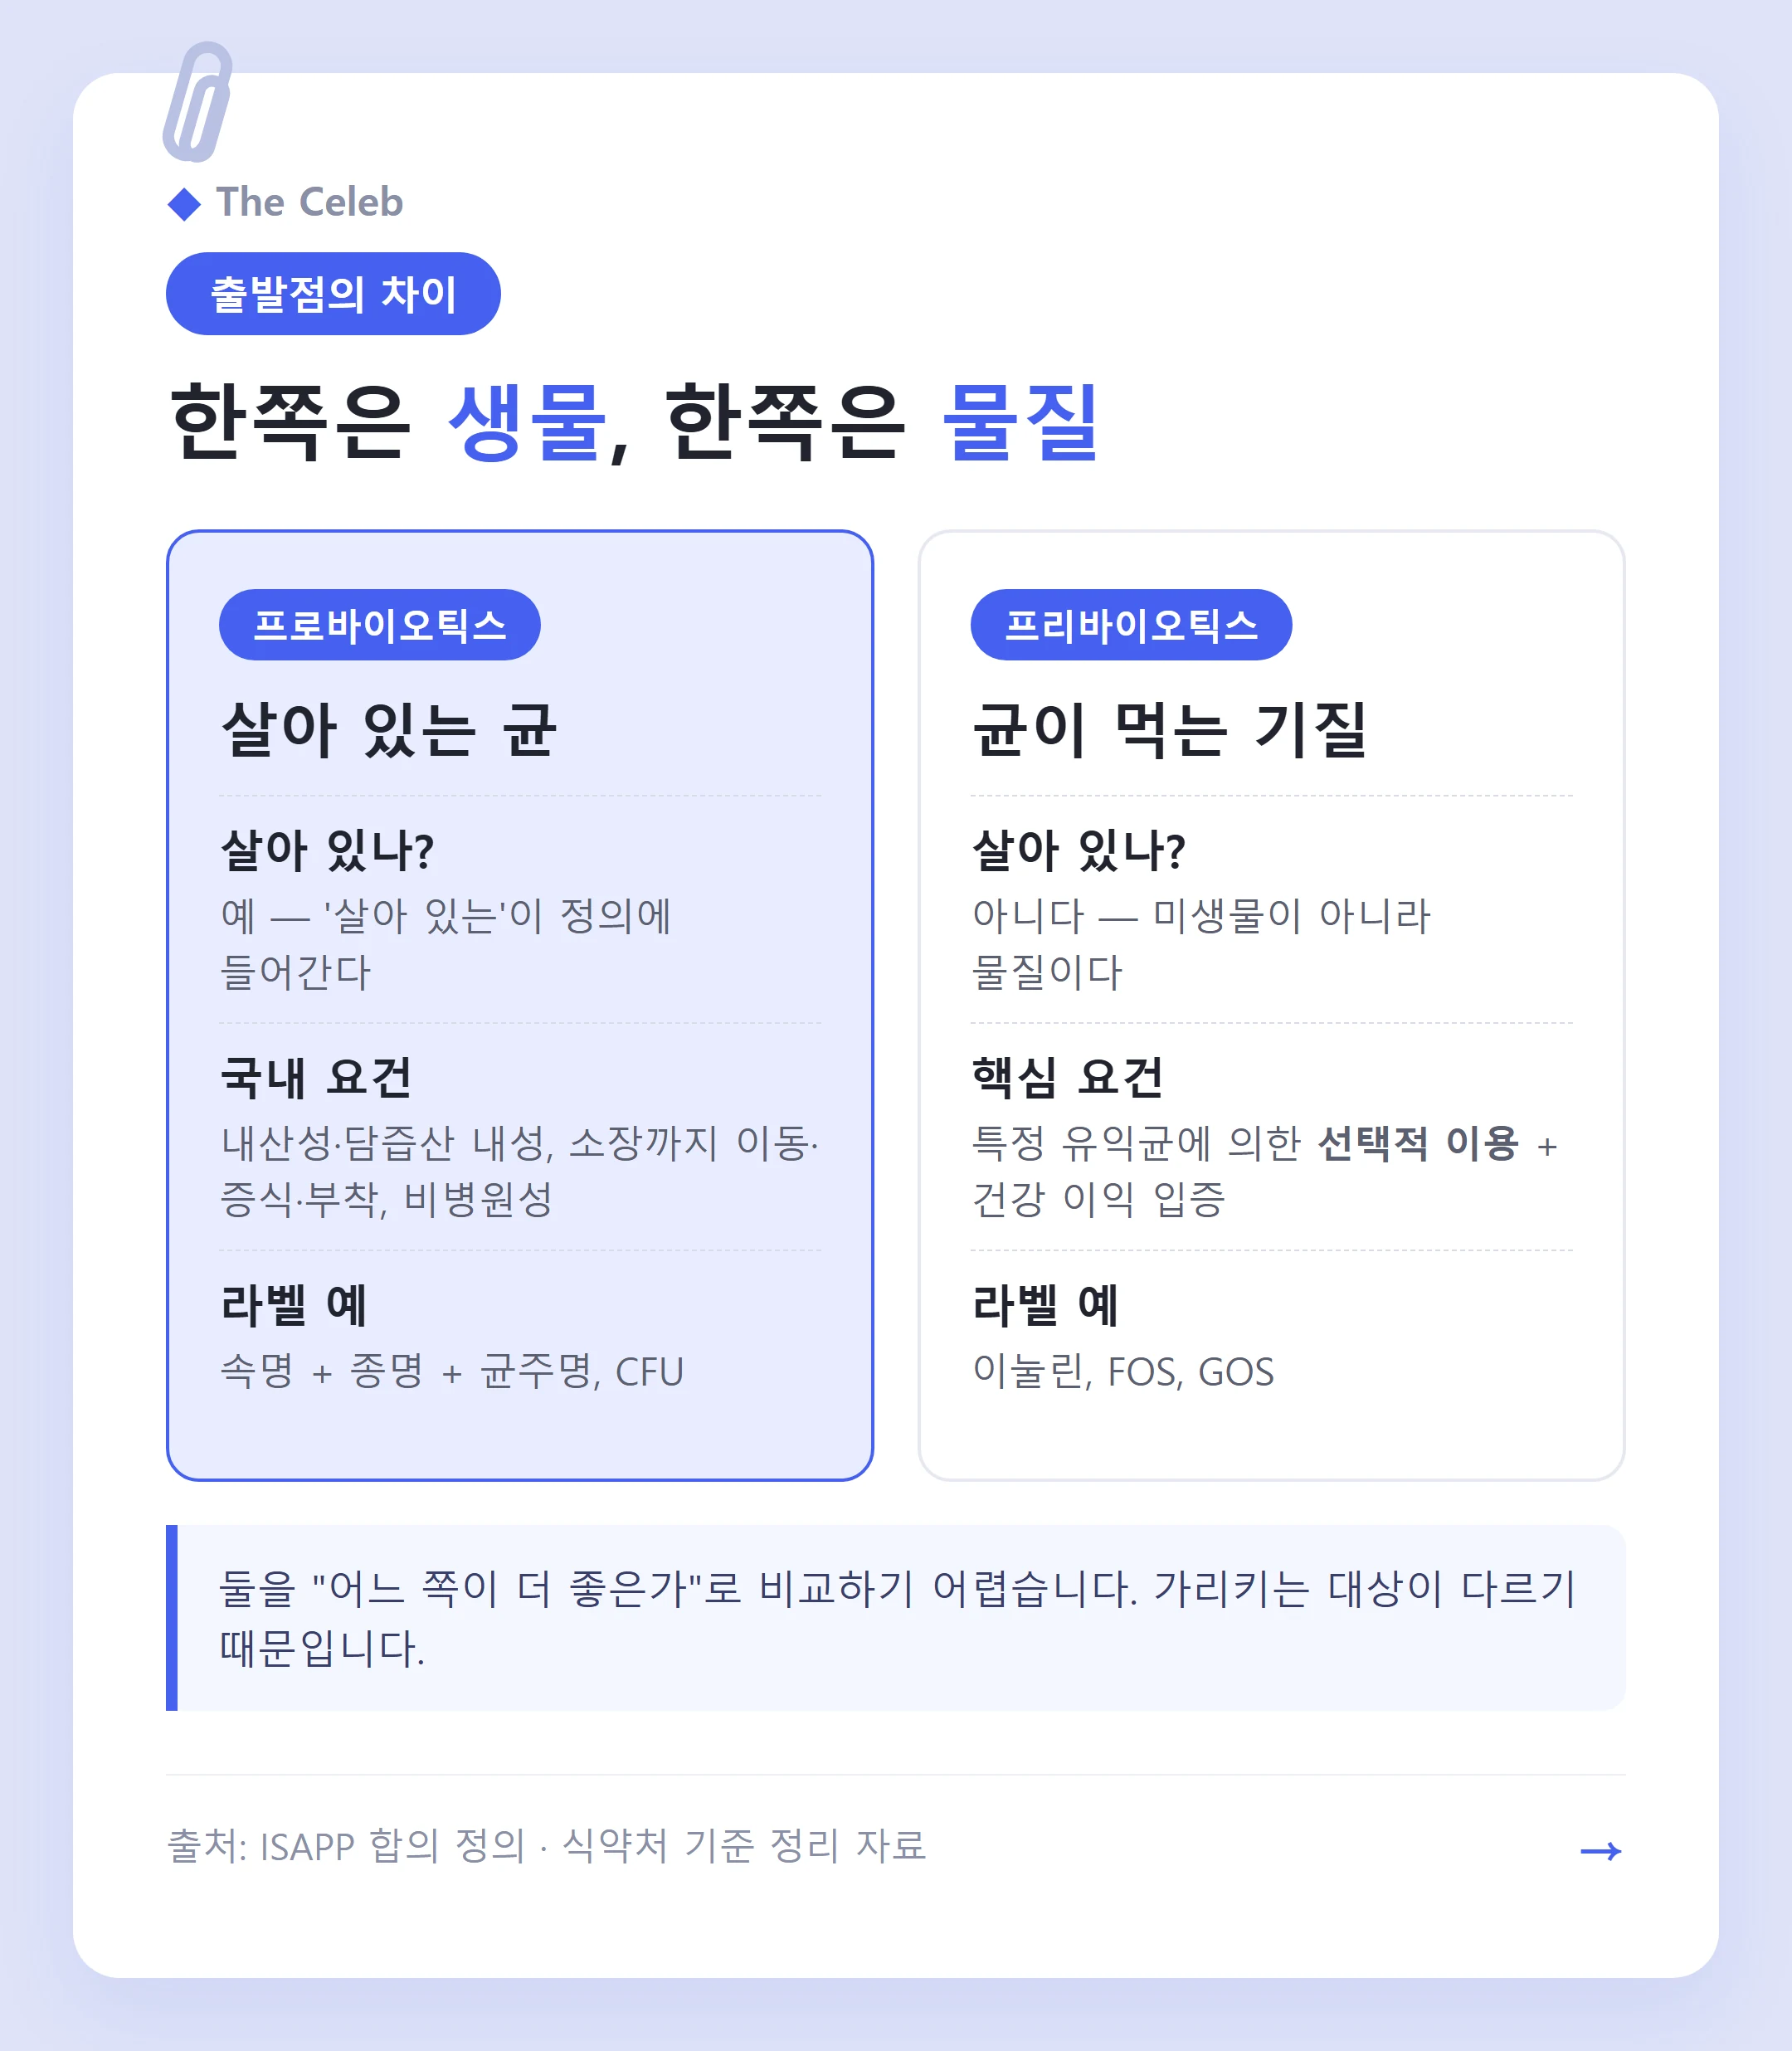 The Celeb
출발점의 차이
한쪽은 생물, 한쪽은 물질
프로바이오틱스
살아 있는 균
살아 있나?
예 — '살아 있는'이 정의에
들어간다
국내 요건
내산성·담즙산 내성, 소장까지 이동·
증식·부착, 비병원성
라벨 예
속명 + 종명 + 균주명, CFU
프리바이오틱스
균이 먹는 기질
살아 있나?
아니다 — 미생물이 아니라
물질이다
핵심 요건
특정 유익균에 의한 선택적 이용 +
건강 이익 입증
라벨 예
이눌린, FOS, GOS
둘을 "어느 쪽이 더 좋은가"로 비교하기 어렵습니다. 가리키는 대상이 다르기
때문입니다.
출처: ISAPP 합의 정의 · 식약처 기준 정리 자료 →